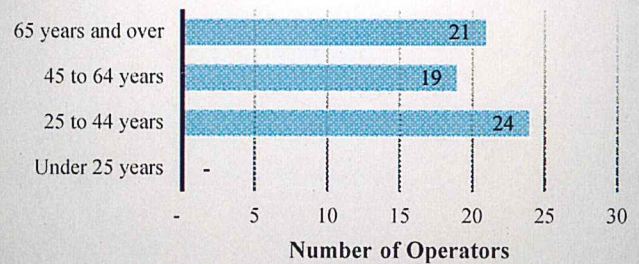 65 years and over 21
45 to 64 years 19
25 to 44 years 24
Under 25 years -
- 5 10 15 20 25 30
Number of Operators